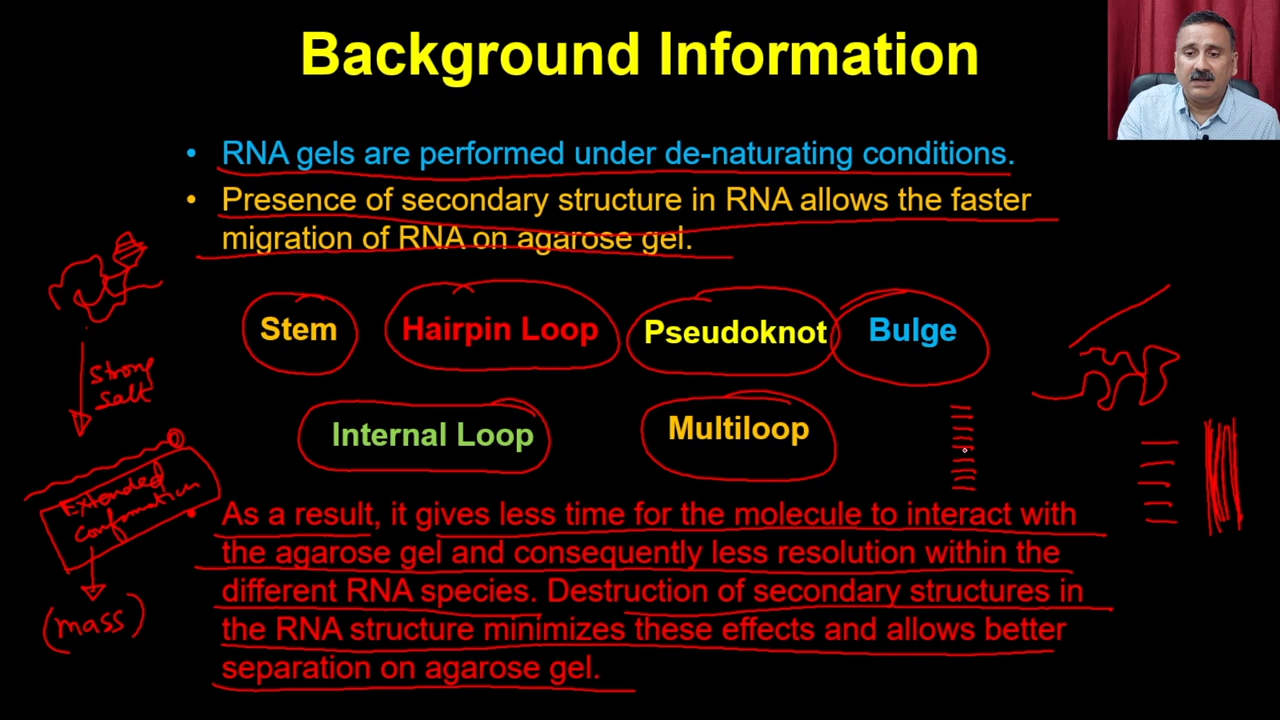 Background Information
• RNA gels are performed under de-naturating conditions.
• Presence of secondary structure in RNA allows the faster
migration of RNA on agarose gel.
Stem Hairpin Loop Pseudoknot Bulge
Strong
Salt
Internal Loop Multiloop
Extended
Conformation
• As a result, it gives less time for the molecule to interact with
the agarose gel and consequently less resolution within the
different RNA species. Destruction of secondary structures in
the RNA structure minimizes these effects and allows better
separation on agarose gel.
(mass)